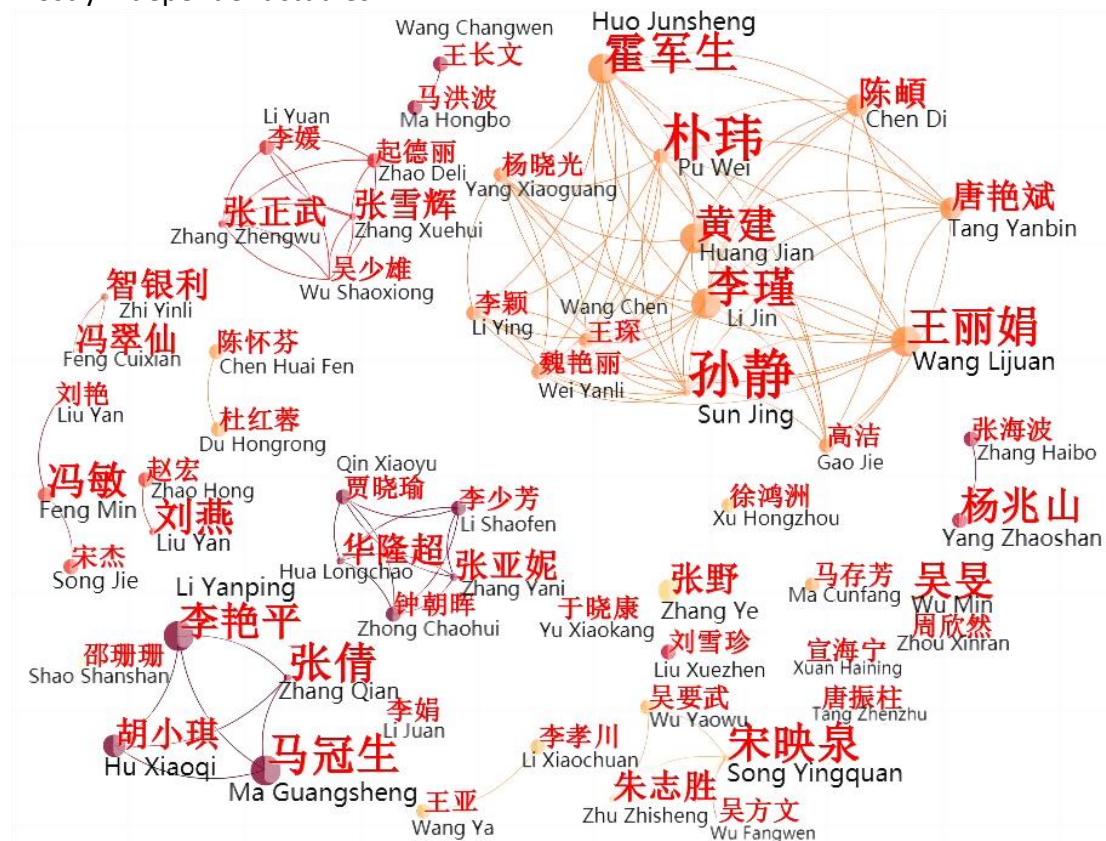 Huo Junsheng
霍军生
Wang Changwen
王长文
马洪波
Ma Hongbo
陈頔
Chen Di
朴玮
Pu Wei
Li Yuan
李媛
起德丽
Zhao Deli
杨晓光
Yang Xiaoguang
张正武
Zhang Zhengwu
张雪辉
Zhang Xuehui
唐艳斌
Tang Yanbin
黄建
Huang Jian
吴少雄
Wu Shaoxiong
智银利
Zhi Yinli
李瑾
Li Jin
李颖
Li Ying
Wang Chen
王琛
冯翠仙
Feng Cuixian
陈怀芬
Chen Huai Fen
王丽娟
Wang Lijuan
魏艳丽
Wei Yanli
孙静
Sun Jing
刘艳
Liu Yan
杜红蓉
Du Hongrong
高洁
Gao Jie
张海波
Zhang Haibo
冯敏
Feng Min
赵宏
Zhao Hong
Qin Xiaoyu
贾晓瑜
李少芳
Li Shaofen
徐鸿洲
Xu Hongzhou
杨兆山
Yang Zhaoshan
刘燕
Liu Yan
宋杰
Song Jie
华隆超
Hua Longchao
张亚妮
Zhang Yani
钟朝晖
Zhong Chaohui
Li Yanping
李艳平
于晓康
Yu Xiaokang
张野
Zhang Ye
马存芳
Ma Cunfang
吴旻
Wu Min
周欣然
Zhou Xinran
邵珊珊
Shao Shanshan
张倩
Zhang Qian
刘雪珍
Liu Xuezhen
宣海宁
Xuan Haining
李娟
Li Juan
吴要武
Wu Yaowu
唐振柱
Tang Zhenzhu
胡小琪
Hu Xiaoqi
马冠生
Ma Guangsheng
李孝川
Li Xiaochuan
宋映泉
Song Yingquan
朱志胜
Zhu Zhisheng
王亚
Wang Ya
吴方文
Wu Fangwen